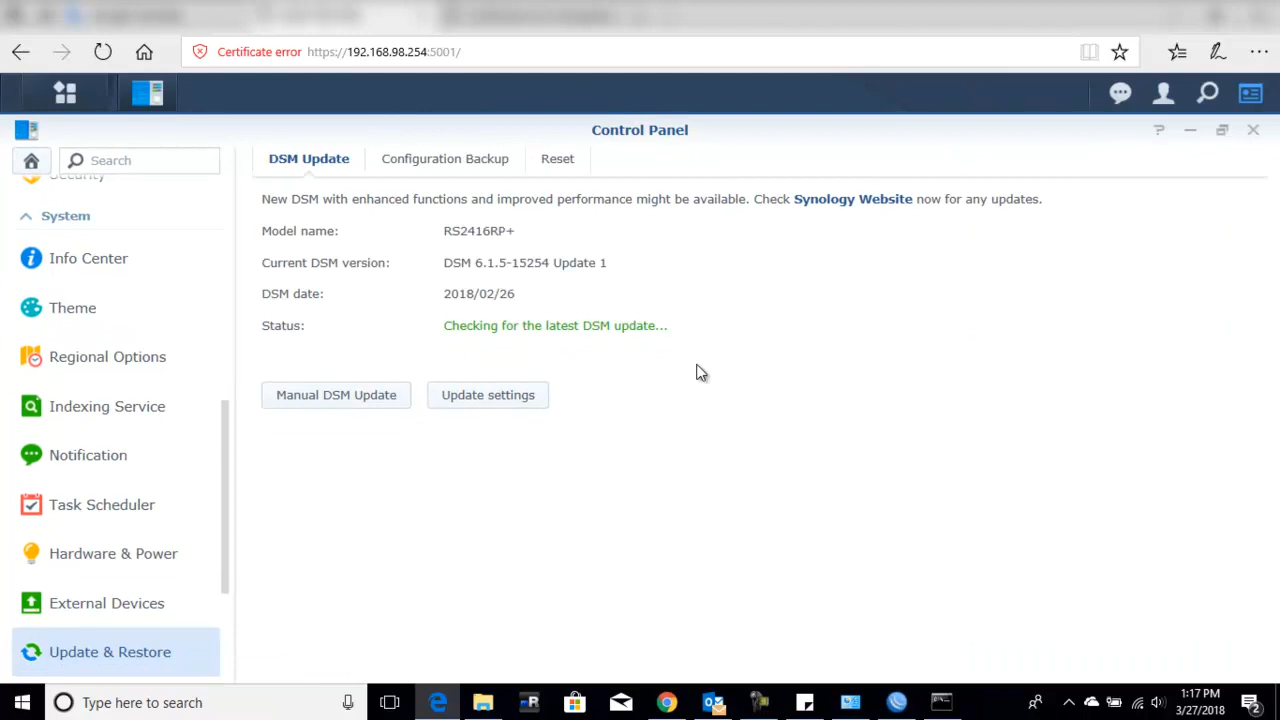 Certificate error https://192.168.98.254:5001/
Control Panel
Search
DSM Update Configuration Backup Reset
Security
System
Info Center
Theme
Regional Options
Indexing Service
Notification
Task Scheduler
Hardware & Power
External Devices
Update & Restore
New DSM with enhanced functions and improved performance might be available. Check Synology Website now for any updates.
Model name: RS2416RP+
Current DSM version: DSM 6.1.5-15254 Update 1
DSM date: 2018/02/26
Status: Checking for the latest DSM update...
Manual DSM Update Update settings
Type here to search
1:17 PM
3/27/2018
2